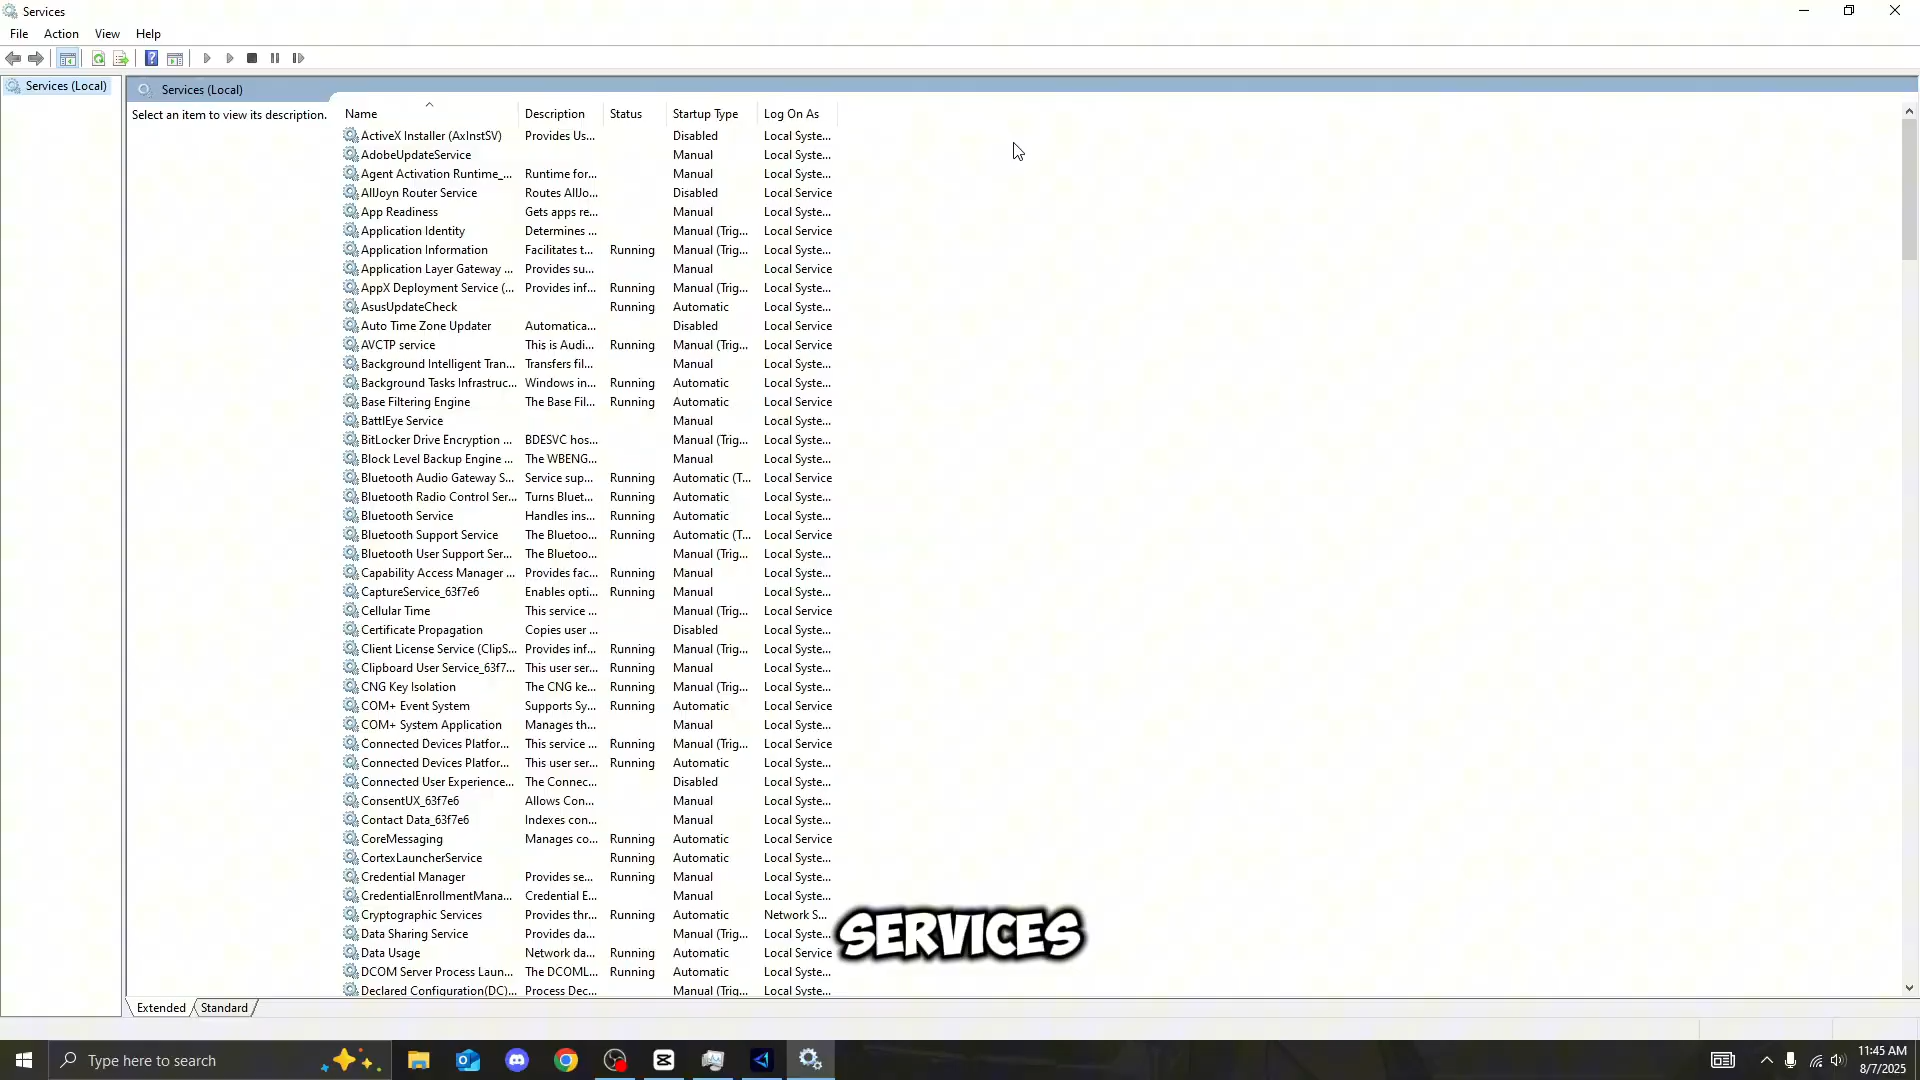 Services
File Action View Help
Services (Local)
Services (Local)
Select an item to view its description.
Name Description Status Startup Type Log On As
ActiveX Installer (AxInstSV) Provides Us... Disabled Local Syste...
AdobeUpdateService Manual Local Syste...
Agent Activation Runtime_... Runtime for... Manual Local Syste...
AllJoyn Router Service Routes AllJo... Disabled Local Service
App Readiness Gets apps re... Manual Local Syste...
Application Identity Determines ... Manual (Trig... Local Service
Application Information Facilitates t... Running Manual (Trig... Local Syste...
Application Layer Gateway ... Provides su... Manual Local Service
AppX Deployment Service (... Provides inf... Running Manual (Trig... Local Syste...
AsusUpdateCheck Running Automatic Local Syste...
Auto Time Zone Updater Automatica... Disabled Local Service
AVCTP service This is Audi... Running Manual (Trig... Local Service
Background Intelligent Tran... Transfers fil... Manual Local Syste...
Background Tasks Infrastruc... Windows in... Running Automatic Local Syste...
Base Filtering Engine The Base Fil... Running Automatic Local Service
BattlEye Service Manual Local Syste...
BitLocker Drive Encryption ... BDESVC hos... Manual (Trig... Local Syste...
Block Level Backup Engine ... The WBENG... Manual Local Syste...
Bluetooth Audio Gateway S... Service sup... Running Automatic (T... Local Service
Bluetooth Radio Control Ser... Turns Bluet... Running Automatic Local Syste...
Bluetooth Service Handles ins... Running Automatic Local Syste...
Bluetooth Support Service The Bluetoo... Running Automatic (T... Local Service
Bluetooth User Support Ser... The Bluetoo... Manual (Trig... Local Syste...
Capability Access Manager ... Provides fac... Running Manual Local Syste...
CaptureService_63f7e6 Enables opti... Running Manual Local Syste...
Cellular Time This service ... Manual (Trig... Local Service
Certificate Propagation Copies user ... Disabled Local Syste...
Client License Service (ClipS... Provides inf... Running Manual (Trig... Local Syste...
Clipboard User Service_63f7... This user ser... Running Manual Local Syste...
CNG Key Isolation The CNG ke... Running Manual (Trig... Local Syste...
COM+ Event System Supports Sy... Running Automatic Local Service
COM+ System Application Manages th... Manual Local Syste...
Connected Devices Platfor... This service ... Running Manual (Trig... Local Service
Connected Devices Platfor... This user ser... Running Automatic Local Syste...
Connected User Experience... The Connec... Disabled Local Syste...
ConsentUX_63f7e6 Allows Con... Manual Local Syste...
Contact Data_63f7e6 Indexes con... Manual Local Syste...
CoreMessaging Manages co... Running Automatic Local Service
CortexLauncherService Running Automatic Local Syste...
Credential Manager Provides se... Running Manual Local Syste...
CredentialEnrollmentMana... Credential E... Manual Local Syste...
Cryptographic Services Provides thr... Running Automatic Network S...
Data Sharing Service Provides da... Manual (Trig... Local Syste...
Data Usage Network da... Running Automatic Local Service
DCOM Server Process Laun... The DCOML... Running Automatic Local Syste...
Declared Configuration(DC)... Process Dec... Manual (Trig... Local Syste...
SERVICES
Extended Standard
Type here to search
11:45 AM
8/7/2025